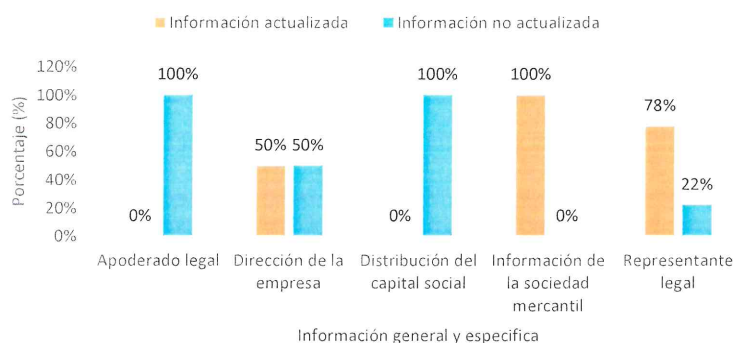 Información actualizada Información no actualizada
Porcentaje (%)
120%
100%
80%
60%
40%
20%
0%
0% 100%
50% 50%
0% 100%
100% 0%
78% 22%
Apoderado legal
Dirección de la
empresa
Distribución del
capital social
Información de
la sociedad
mercantil
Representante
legal
Información general y especifica